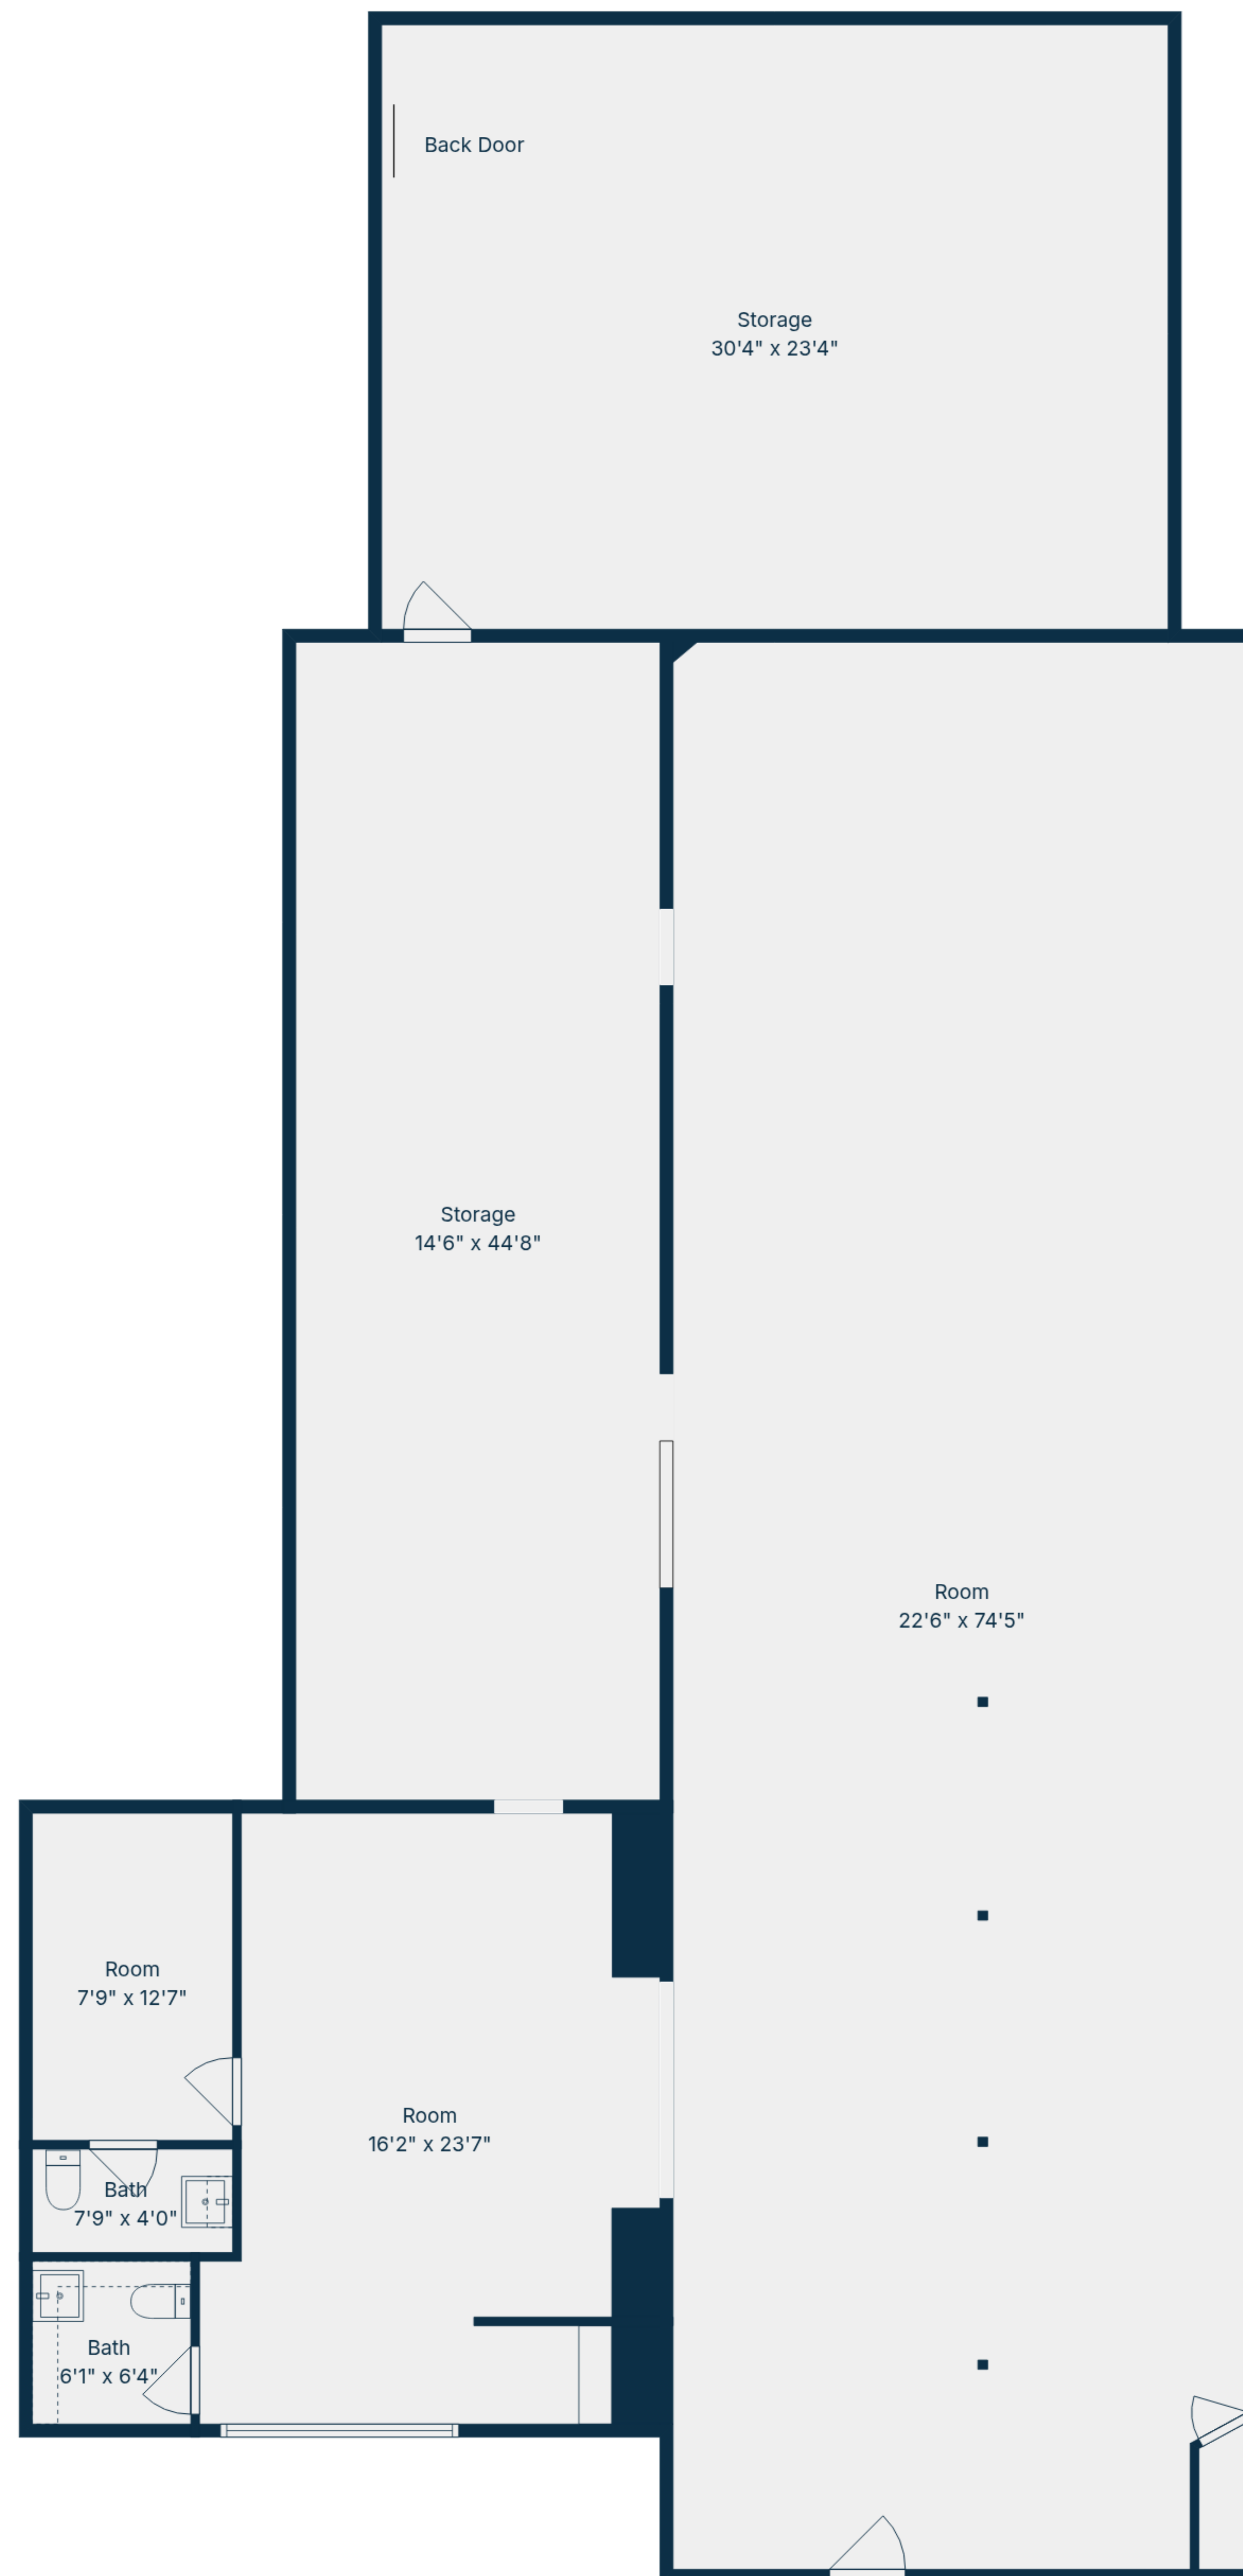 Back Door
Storage
30'4" x 23'4"
Storage
14'6" x 44'8"
Room
22'6" x 74'5"
Room
7'9" x 12'7"
Room
16'2" x 23'7"
Bath
7'9" x 4'0"
Bath
6'1" x 6'4"